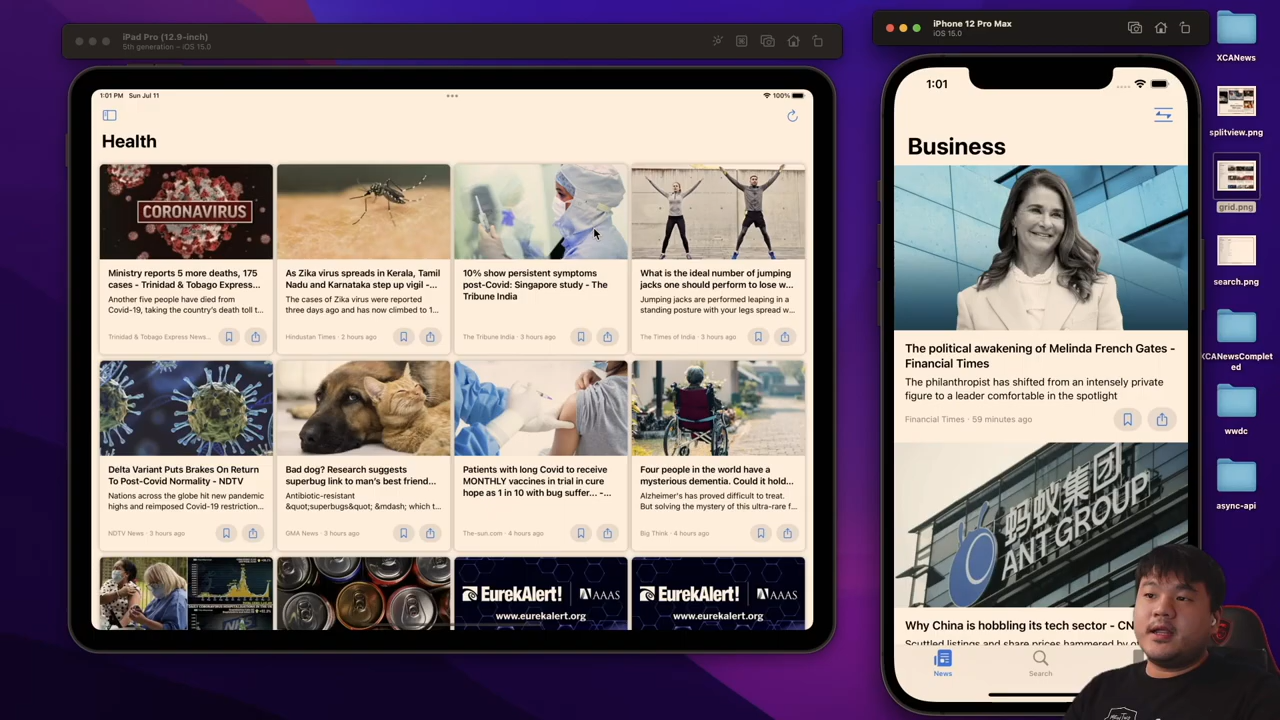 iPad Pro (12.9-inch)
5th generation – iOS 15.0
1:01 PM Sun Jul 11
100%
Health
CORONAVIRUS
Ministry reports 5 more deaths, 175
cases - Trinidad & Tobago Express...
Another five people have died from
Covid-19, taking the country's death toll t...
Trinidad & Tobago Express News...
As Zika virus spreads in Kerala, Tamil
Nadu and Karnataka step up vigil -...
The cases of Zika virus were reported
three days ago and has now climbed to 1...
Hindustan Times · 2 hours ago
10% show persistent symptoms
post-Covid: Singapore study - The
Tribune India
The Tribune India · 3 hours ago
What is the ideal number of jumping
jacks one should perform to lose w...
Jumping jacks are performed leaping in a
standing posture with your legs spread w...
The Times of India · 3 hours ago
Delta Variant Puts Brakes On Return
To Post-Covid Normality - NDTV
Nations across the globe hit new pandemic
highs and reimposed Covid-19 restriction...
NDTV News · 3 hours ago
Bad dog? Research suggests
superbug link to man's best friend...
Antibiotic-resistant
&quot;superbugs&quot; &mdash; which t...
GMA News · 3 hours ago
Patients with long Covid to receive
MONTHLY vaccines in trial in cure
hope as 1 in 10 with bug suffer... -...
The-sun.com · 4 hours ago
Four people in the world have a
mysterious dementia. Could it hold...
Alzheimer's has proved difficult to treat.
But solving the mystery of this ultra-rare f...
Big Think · 4 hours ago
EurekAlert! AAAS
www.eurekalert.org
EurekAlert! AAAS
www.eurekalert.org
iPhone 12 Pro Max
iOS 15.0
1:01
Business
The political awakening of Melinda French Gates -
Financial Times
The philanthropist has shifted from an intensely private
figure to a leader comfortable in the spotlight
Financial Times · 59 minutes ago
蚂蚁集团
ANT GROUP
Why China is hobbling its tech sector - CN
Scuttled listings and share prices hammered by
News
Search
XCANews
splitview.png
grid.png
search.png
XCANewsComplet
ed
wwdc
async-api